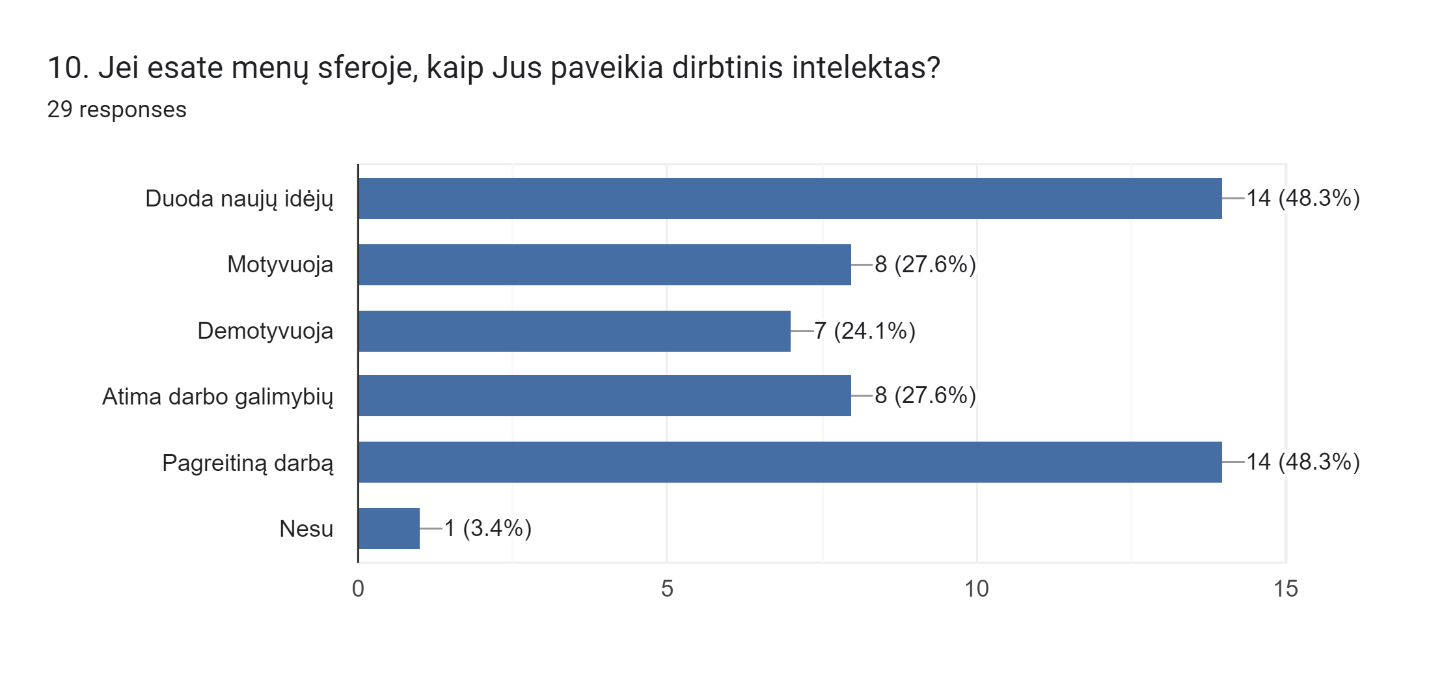 10. Jei esate menų sferoje, kaip Jus paveikia dirbtinis intelektas?
29 responses
Duoda naujų idėjų
14 (48.3%)
Motyvuoja
8 (27.6%)
Demotyvuoja
7 (24.1%)
Atima darbo galimybių
8 (27.6%)
Pagreitiną darbą
14 (48.3%)
Nesu
1 (3.4%)
0 5 10 15